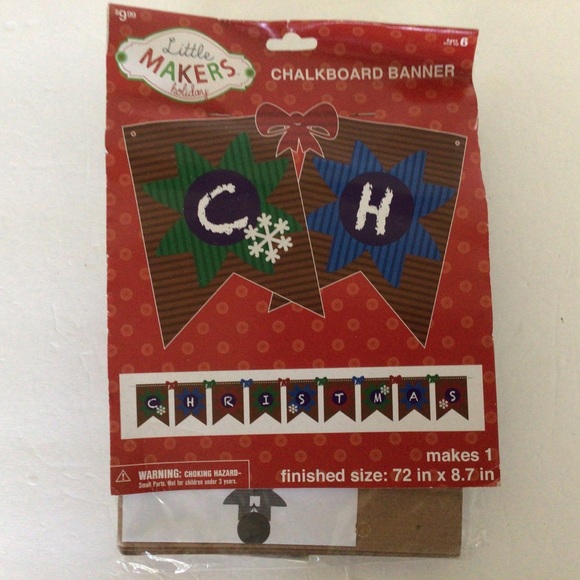 $9.99
Little
MAKERS
holiday
AGES 6
CHALKBOARD BANNER
C H
CHRISTMAS
makes 1
WARNING: CHOKING HAZARD-
Small Parts. Not for children under 3 years.
finished size: 72 in x 8.7 in